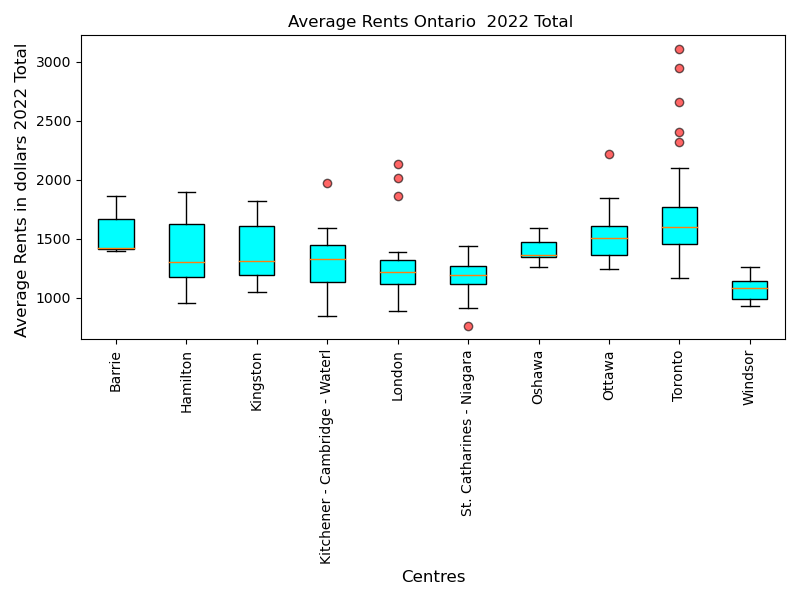 Average Rents Ontario  2022 Total
Average Rents in dollars 2022 Total
3000
2500
2000
1500
1000
Barrie
Hamilton
Kingston
Kitchener - Cambridge - Waterl
London
St. Catharines - Niagara
Oshawa
Ottawa
Toronto
Windsor
Centres